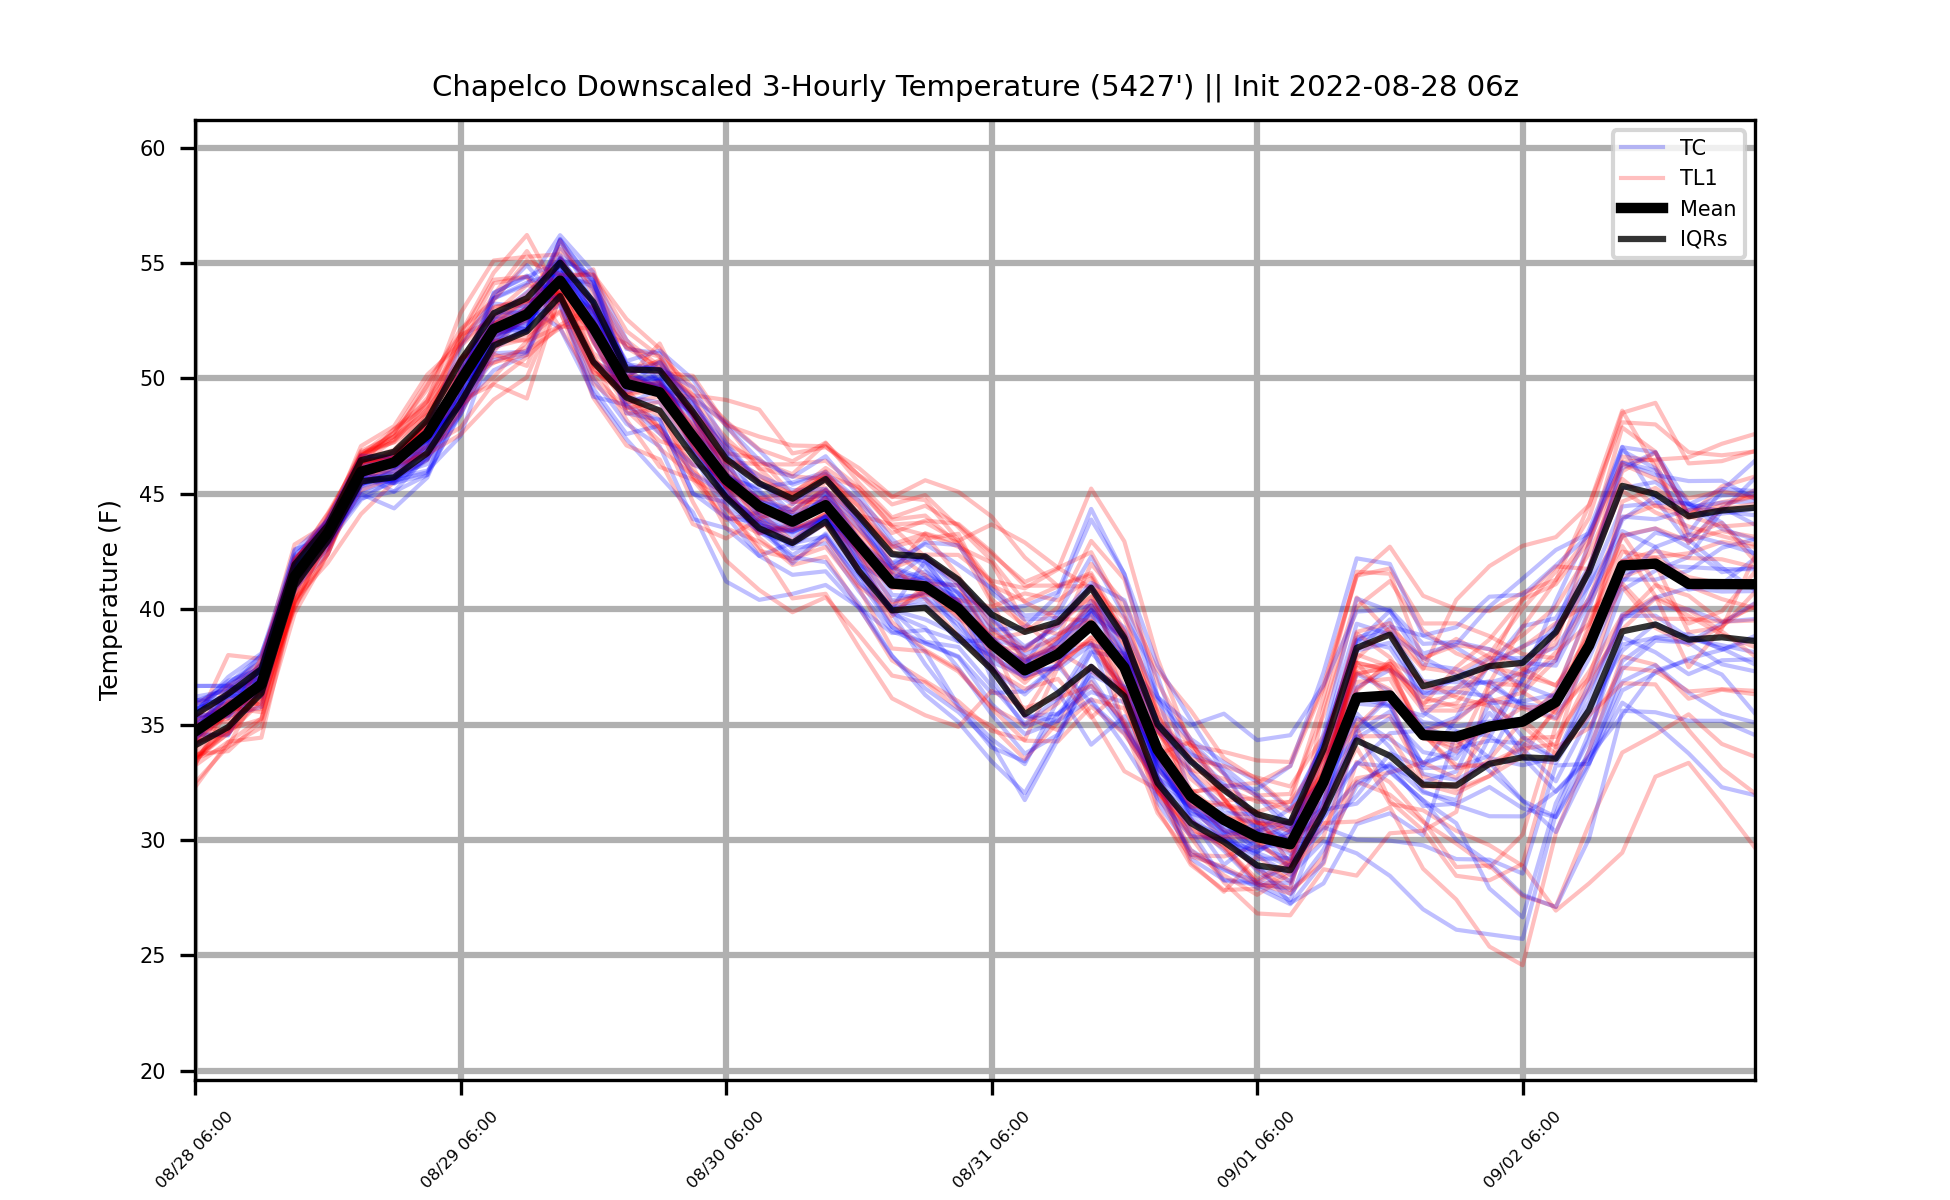 Chapelco Downscaled 3-Hourly Temperature (5427') || Init 2022-08-28 06z
TC
TL1
Mean
IQRs
Temperature (F)
60
55
50
45
40
35
30
25
20
08/28 06:00
08/29 06:00
08/30 06:00
08/31 06:00
09/01 06:00
09/02 06:00